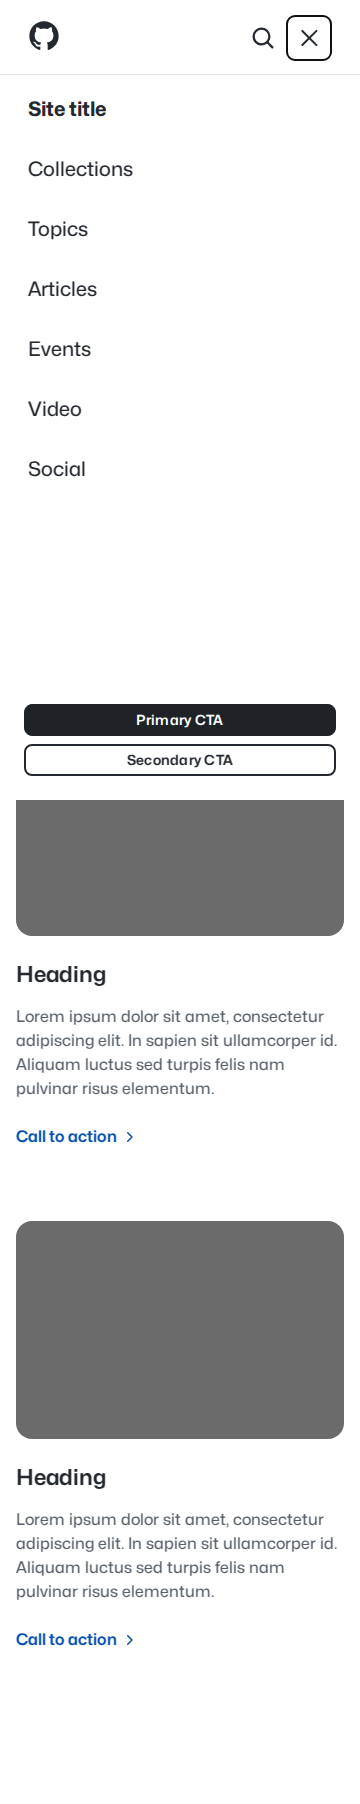 Site title
Collections
Topics
Articles
Events
Video
Social
Primary CTA
Secondary CTA
Heading
Lorem ipsum dolor sit amet, consectetur
adipiscing elit. In sapien sit ullamcorper id.
Aliquam luctus sed turpis felis nam
pulvinar risus elementum.
Call to action
Heading
Lorem ipsum dolor sit amet, consectetur
adipiscing elit. In sapien sit ullamcorper id.
Aliquam luctus sed turpis felis nam
pulvinar risus elementum.
Call to action